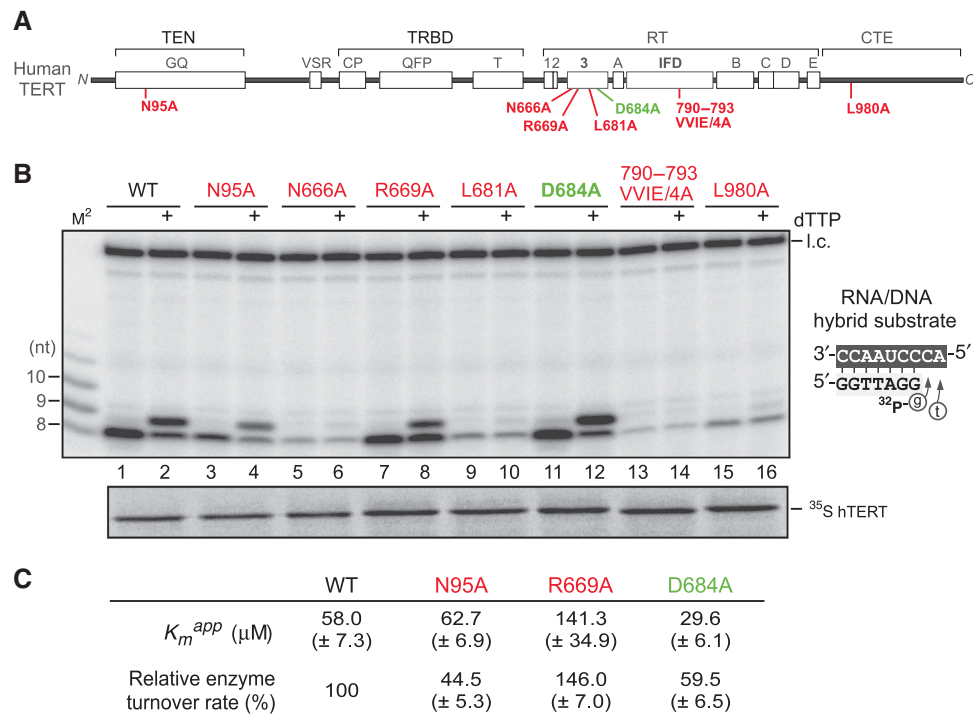 A
TEN TRBD RT CTE
Human TERT
N GQ VSR CP QFP T 1 2 3 A IFD B C D E C
N95A N666A R669A L681A D684A 790–793 VVIE/4A L980A
B
WT N95A N666A R669A L681A D684A 790–793 VVIE/4A L980A
M² + + + + + + + + dTTP
l.c.
(nt)
10
9
8
1 2 3 4 5 6 7 8 9 10 11 12 13 14 15 16
³⁵S hTERT
RNA/DNA
hybrid substrate
3′-CCAAUCCCA-5′
5′-GGTTAGG
³²P-g t
C
WT N95A R669A D684A
Kₘᵃᵖᵖ (μM) 58.0 (± 7.3) 62.7 (± 6.9) 141.3 (± 34.9) 29.6 (± 6.1)
Relative enzyme turnover rate (%) 100 44.5 (± 5.3) 146.0 (± 7.0) 59.5 (± 6.5)